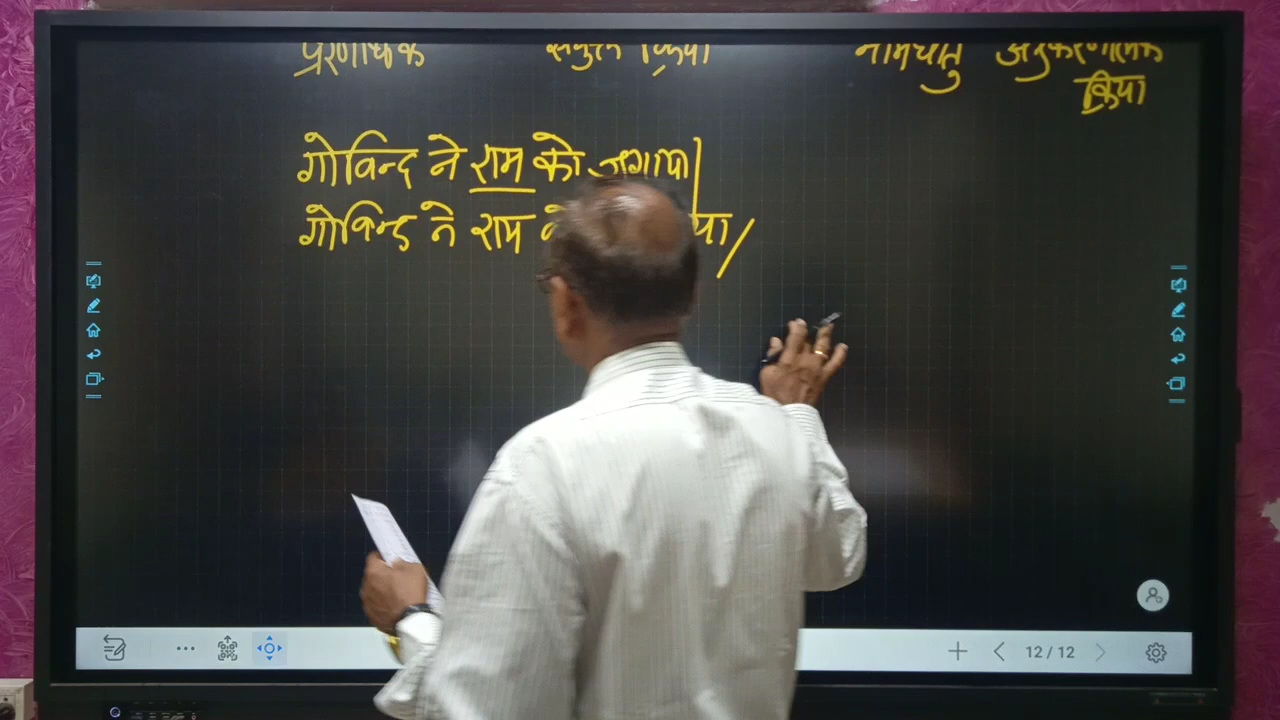 प्रेरणार्थक संयुक्त क्रिया नामधातु अनुकरणात्मक
क्रिया
गोविन्द ने राम को जगाया|
गोविन्द ने राम
12/12